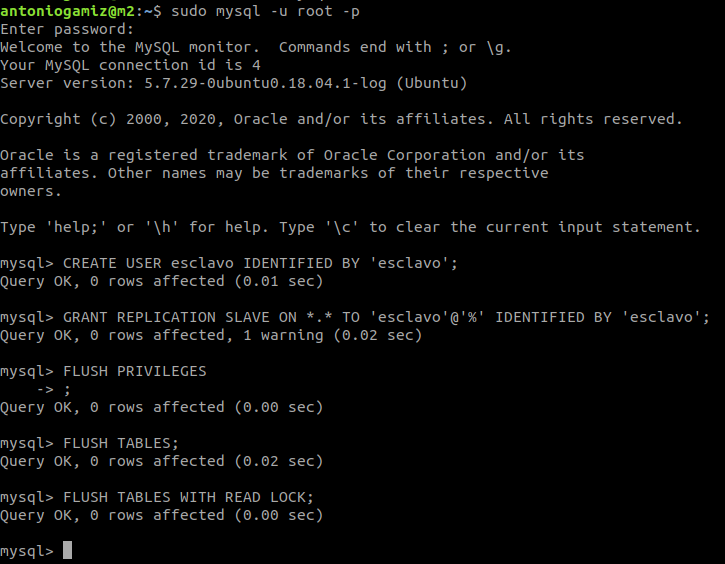 antoniogamiz@m2:~$ sudo mysql -u root -p
Enter password:
Welcome to the MySQL monitor.  Commands end with ; or \g.
Your MySQL connection id is 4
Server version: 5.7.29-0ubuntu0.18.04.1-log (Ubuntu)
Copyright (c) 2000, 2020, Oracle and/or its affiliates. All rights reserved.
Oracle is a registered trademark of Oracle Corporation and/or its
affiliates. Other names may be trademarks of their respective
owners.
Type 'help;' or '\h' for help. Type '\c' to clear the current input statement.
mysql> CREATE USER esclavo IDENTIFIED BY 'esclavo';
Query OK, 0 rows affected (0.01 sec)
mysql> GRANT REPLICATION SLAVE ON *.* TO 'esclavo'@'%' IDENTIFIED BY 'esclavo';
Query OK, 0 rows affected, 1 warning (0.02 sec)
mysql> FLUSH PRIVILEGES
    -> ;
Query OK, 0 rows affected (0.00 sec)
mysql> FLUSH TABLES;
Query OK, 0 rows affected (0.02 sec)
mysql> FLUSH TABLES WITH READ LOCK;
Query OK, 0 rows affected (0.00 sec)
mysql>